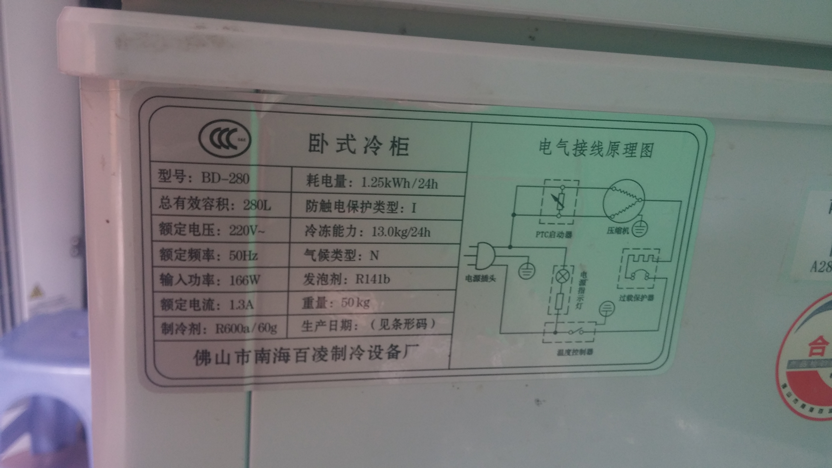 CCC
卧式冷柜
型号：BD-280
耗电量：1.25kWh/24h
总有效容积：280L
防触电保护类型：I
额定电压：220V~
冷冻能力：13.0kg/24h
额定频率：50Hz
气候类型：N
输入功率：166W
发泡剂：R141b
额定电流：1.3A
重量：50kg
制冷剂：R600a/60g
生产日期：（见条形码）
佛山市南海百凌制冷设备厂
电气接线原理图
PTC启动器
压缩机
电源插头
电源指示灯
过载保护器
温度控制器
A28
合